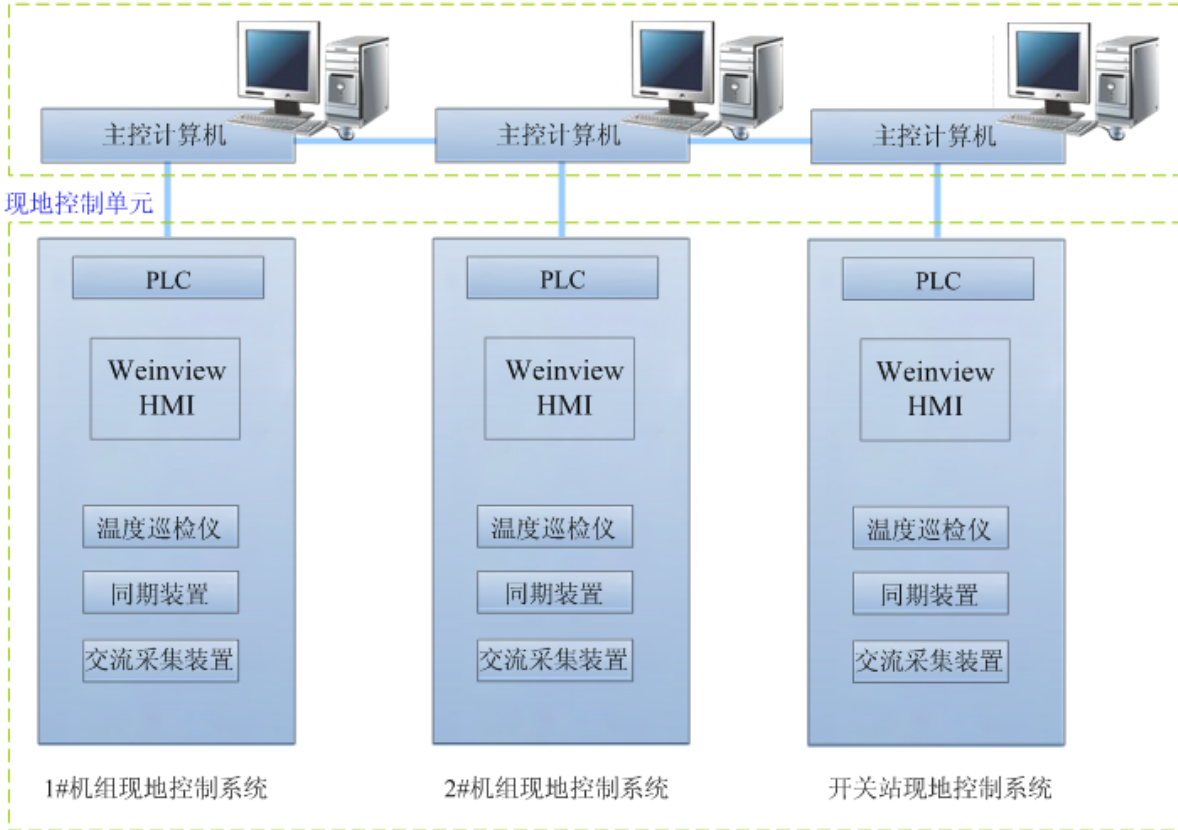 主控计算机
主控计算机
主控计算机
现地控制单元
PLC
PLC
PLC
Weinview
HMI
Weinview
HMI
Weinview
HMI
温度巡检仪
温度巡检仪
温度巡检仪
同期装置
同期装置
同期装置
交流采集装置
交流采集装置
交流采集装置
1#机组现地控制系统
2#机组现地控制系统
开关站现地控制系统